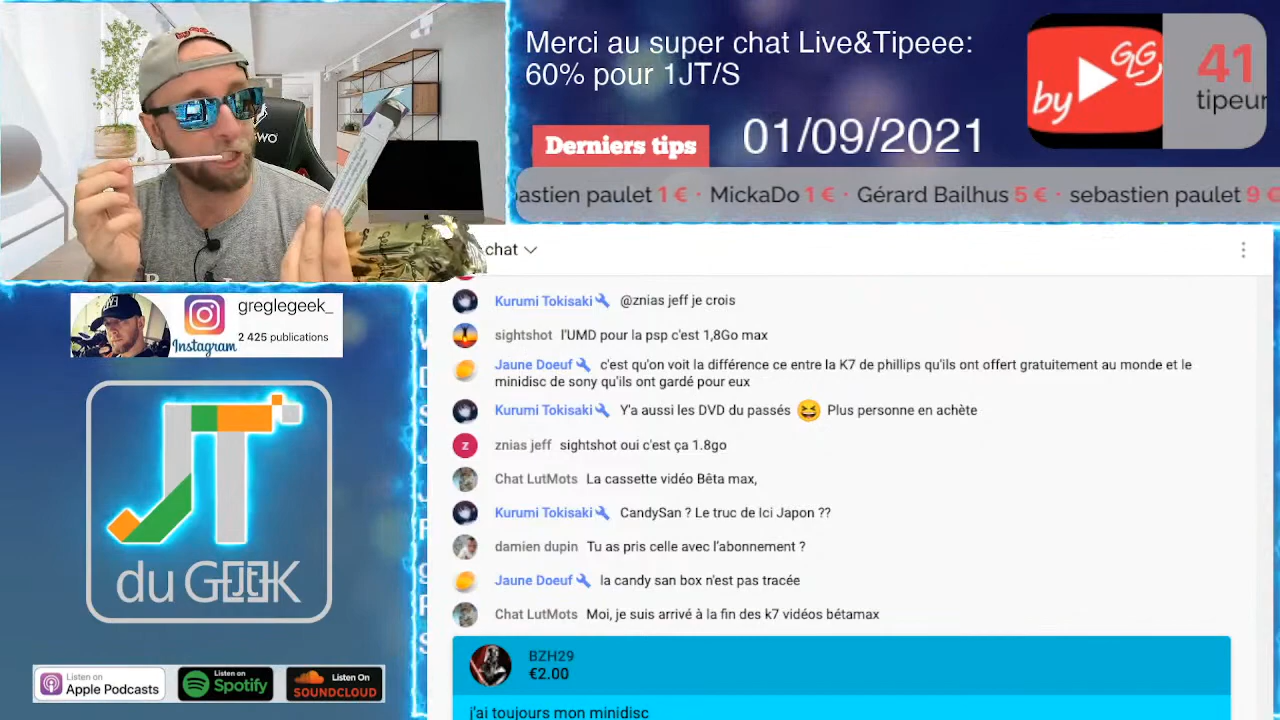 Merci au super chat Live&Tipeee:
60% pour 1JT/S
Derniers tips
01/09/2021
by GLG
41
tipeur
astien paulet 1 € · MickaDo 1 € · Gérard Bailhus 5 € · sebastien paulet 9 €
chat
Kurumi Tokisaki @znias jeff je crois
sightshot l'UMD pour la psp c'est 1,8Go max
Jaune Doeuf c'est qu'on voit la différence ce entre la K7 de phillips qu'ils ont offert gratuitement au monde et le
minidisc de sony qu'ils ont gardé pour eux
Kurumi Tokisaki Y'a aussi les DVD du passés 😆 Plus personne en achète
z znias jeff sightshot oui c'est ça 1.8go
Chat LutMots La cassette vidéo Bêta max,
Kurumi Tokisaki CandySan ? Le truc de Ici Japon ??
damien dupin Tu as pris celle avec l'abonnement ?
Jaune Doeuf la candy san box n'est pas tracée
Chat LutMots Moi, je suis arrivé à la fin des k7 vidéos bétamax
BZH29
€2.00
j'ai toujours mon minidisc
greglegeek_
2 425 publications
Instagram
JT
du GEEK
Listen on
Apple Podcasts
Listen on
Spotify
Listen On
SOUNDCLOUD